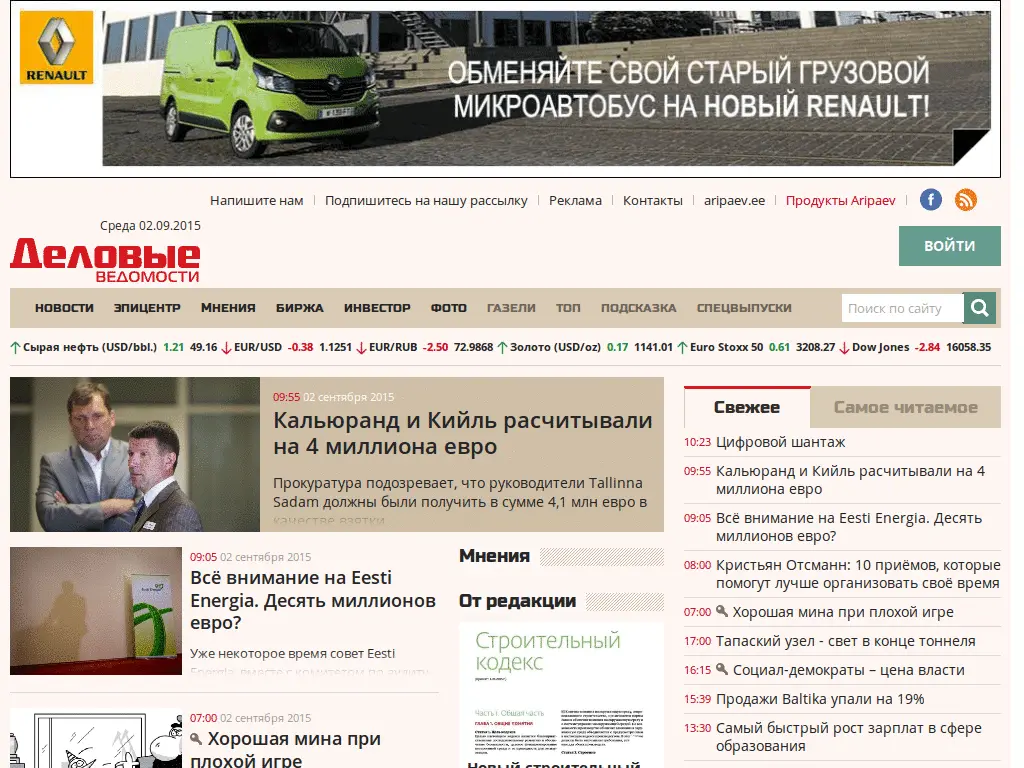 RENAULT
ОБМЕНЯЙТЕ СВОЙ СТАРЫЙ ГРУЗОВОЙ
МИКРОАВТОБУС НА НОВЫЙ RENAULT!
Напишите нам
Подпишитесь на нашу рассылку
Реклама
Контакты
aripaev.ee
Продукты Aripaev
Среда 02.09.2015
Деловые
ВЕДОМОСТИ
ВОЙТИ
НОВОСТИ ЭПИЦЕНТР МНЕНИЯ БИРЖА ИНВЕСТОР ФОТО ГАЗЕЛИ ТОП ПОДСКАЗКА СПЕЦВЫПУСКИ
Поиск по сайту
Сырая нефть (USD/bbl.) 1.21 49.16 EUR/USD -0.38 1.1251 EUR/RUB -2.50 72.9868 Золото (USD/oz) 0.17 1141.01 Euro Stoxx 50 0.61 3208.27 Dow Jones -2.84 16058.35
09:55 02 сентября 2015
Кальюранд и Кийль расчитывали
на 4 миллиона евро
Прокуратура подозревает, что руководители Tallinna
Sadam должны были получить в сумме 4,1 млн евро в
качестве взятки
09:05 02 сентября 2015
Всё внимание на Eesti
Energia. Десять миллионов
евро?
Уже некоторое время совет Eesti
Energia, вместе с комитетом по аудиту,
07:00 02 сентября 2015
Хорошая мина при
плохой игре
Мнения
От редакции
Строительный
кодекс
Часть I. Общая часть
Новый строительный
Свежее
Самое читаемое
10:23 Цифровой шантаж
09:55 Кальюранд и Кийль расчитывали на 4
миллиона евро
09:05 Всё внимание на Eesti Energia. Десять
миллионов евро?
08:00 Кристьян Отсманн: 10 приёмов, которые
помогут лучше организовать своё время
07:00 Хорошая мина при плохой игре
17:00 Тапаский узел - свет в конце тоннеля
16:15 Социал-демократы – цена власти
15:39 Продажи Baltika упали на 19%
13:30 Самый быстрый рост зарплат в сфере
образования